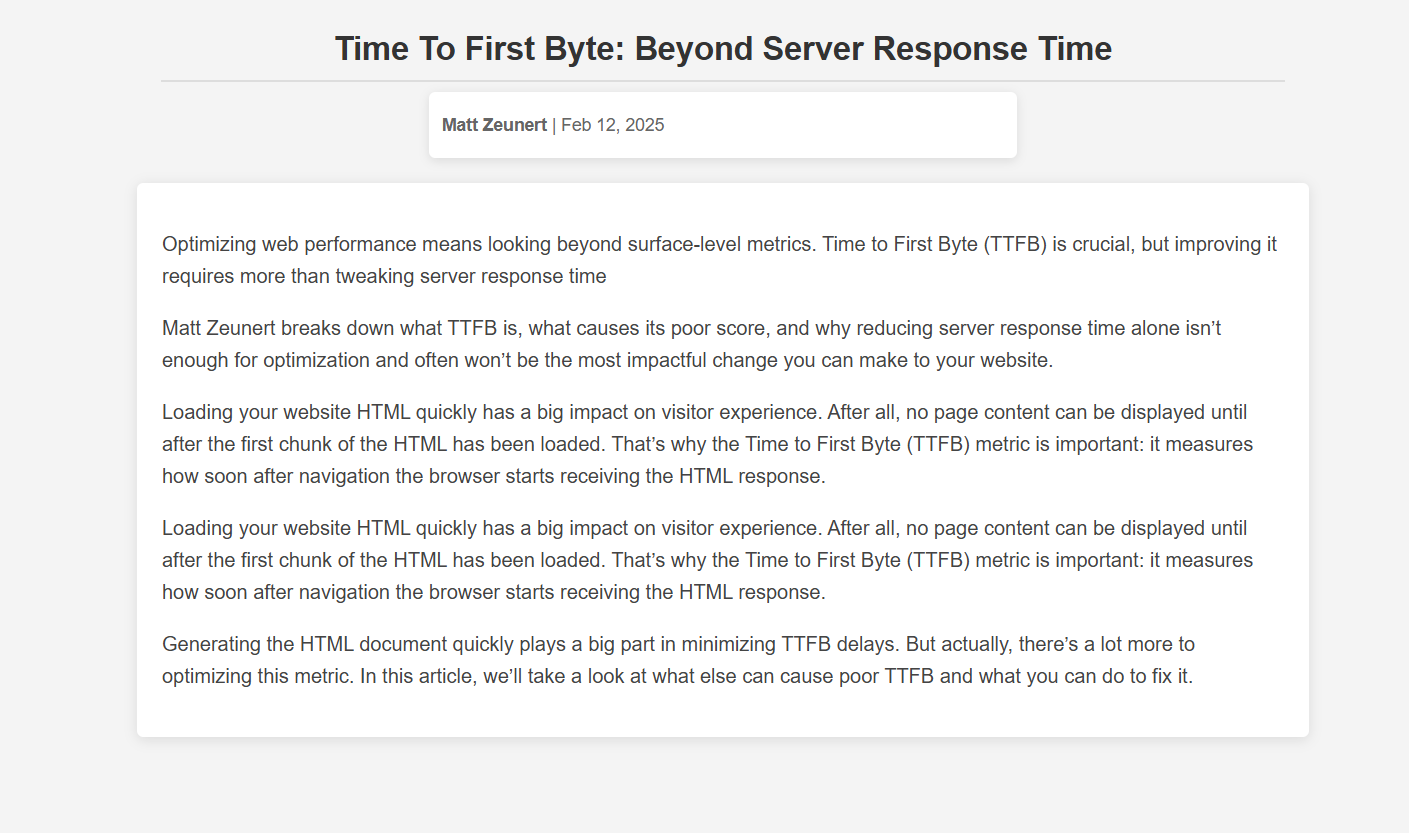 Time To First Byte: Beyond Server Response Time
Matt Zeunert | Feb 12, 2025
Optimizing web performance means looking beyond surface-level metrics. Time to First Byte (TTFB) is crucial, but improving it
requires more than tweaking server response time
Matt Zeunert breaks down what TTFB is, what causes its poor score, and why reducing server response time alone isn’t
enough for optimization and often won’t be the most impactful change you can make to your website.
Loading your website HTML quickly has a big impact on visitor experience. After all, no page content can be displayed until
after the first chunk of the HTML has been loaded. That’s why the Time to First Byte (TTFB) metric is important: it measures
how soon after navigation the browser starts receiving the HTML response.
Loading your website HTML quickly has a big impact on visitor experience. After all, no page content can be displayed until
after the first chunk of the HTML has been loaded. That’s why the Time to First Byte (TTFB) metric is important: it measures
how soon after navigation the browser starts receiving the HTML response.
Generating the HTML document quickly plays a big part in minimizing TTFB delays. But actually, there’s a lot more to
optimizing this metric. In this article, we’ll take a look at what else can cause poor TTFB and what you can do to fix it.